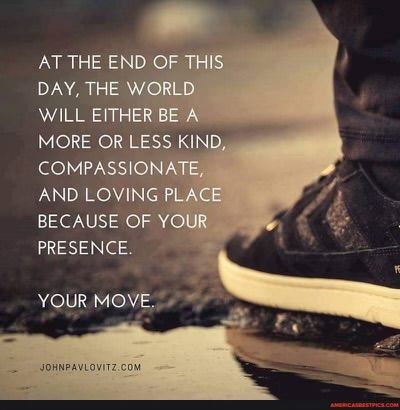 AT THE END OF THIS
DAY, THE WORLD
WILL EITHER BE A
MORE OR LESS KIND,
COMPASSIONATE,
AND LOVING PLACE
BECAUSE OF YOUR
PRESENCE.
YOUR MOVE.
JOHNPAVLOVITZ.COM
AMERICASBESTPICS.COM